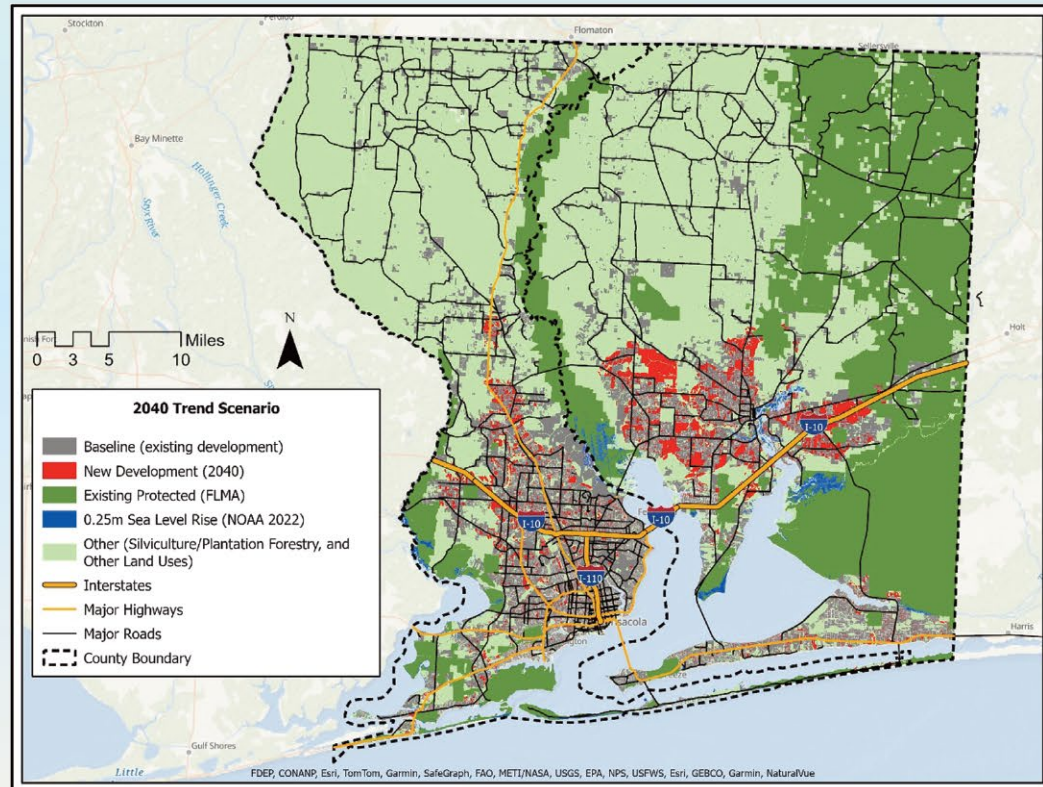 Stockton
Flomaton
Sellersville
Bay Minette
Hollinger Creek
Styx River
N
Miles
0 1 3 5 10
Holt
2040 Trend Scenario
Baseline (existing development)
New Development (2040)
Existing Protected (FLMA)
0.25m Sea Level Rise (NOAA 2022)
Other (Silviculture/Plantation Forestry, and
Other Land Uses)
Interstates
Major Highways
Major Roads
County Boundary
I-10
I-10
I-10
I-110
Harris
Gulf Shores
Little
FDEP, CONANP, Esri, TomTom, Garmin, SafeGraph, FAO, METI/NASA, USGS, EPA, NPS, USFWS, Esri, GEBCO, Garmin, NaturalVue